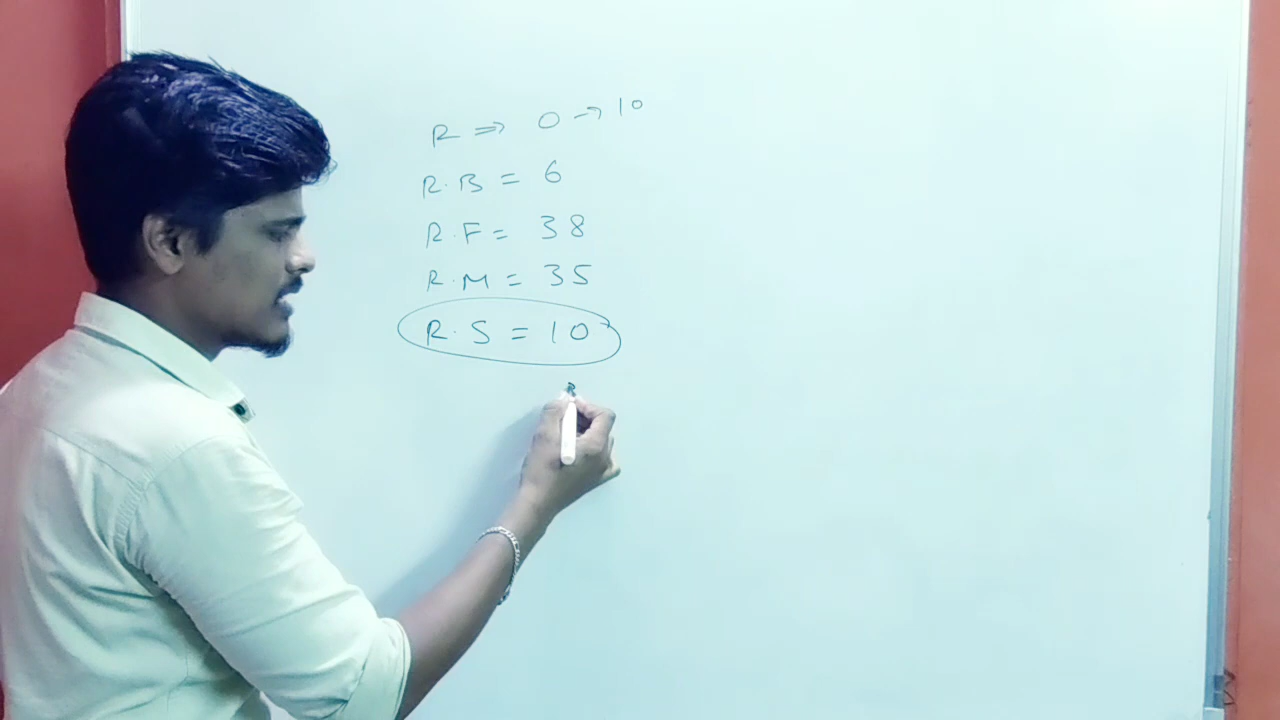 R ⇒ 0 → 10
R.B = 6
R.F = 38
R.M = 35
R.S = 10
R